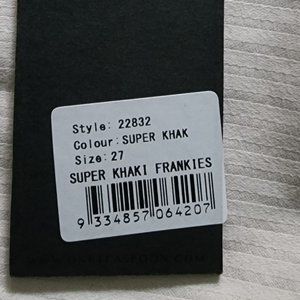 Style: 22832
Colour: SUPER KHAK
Size: 27
SUPER KHAKI FRANKIES
9 334857 064207